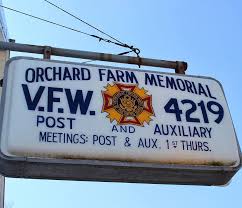 ORCHARD FARM MEMORIAL
V.F.W. 4219
POST AND AUXILIARY
MEETINGS: POST & AUX. 1ST THURS.